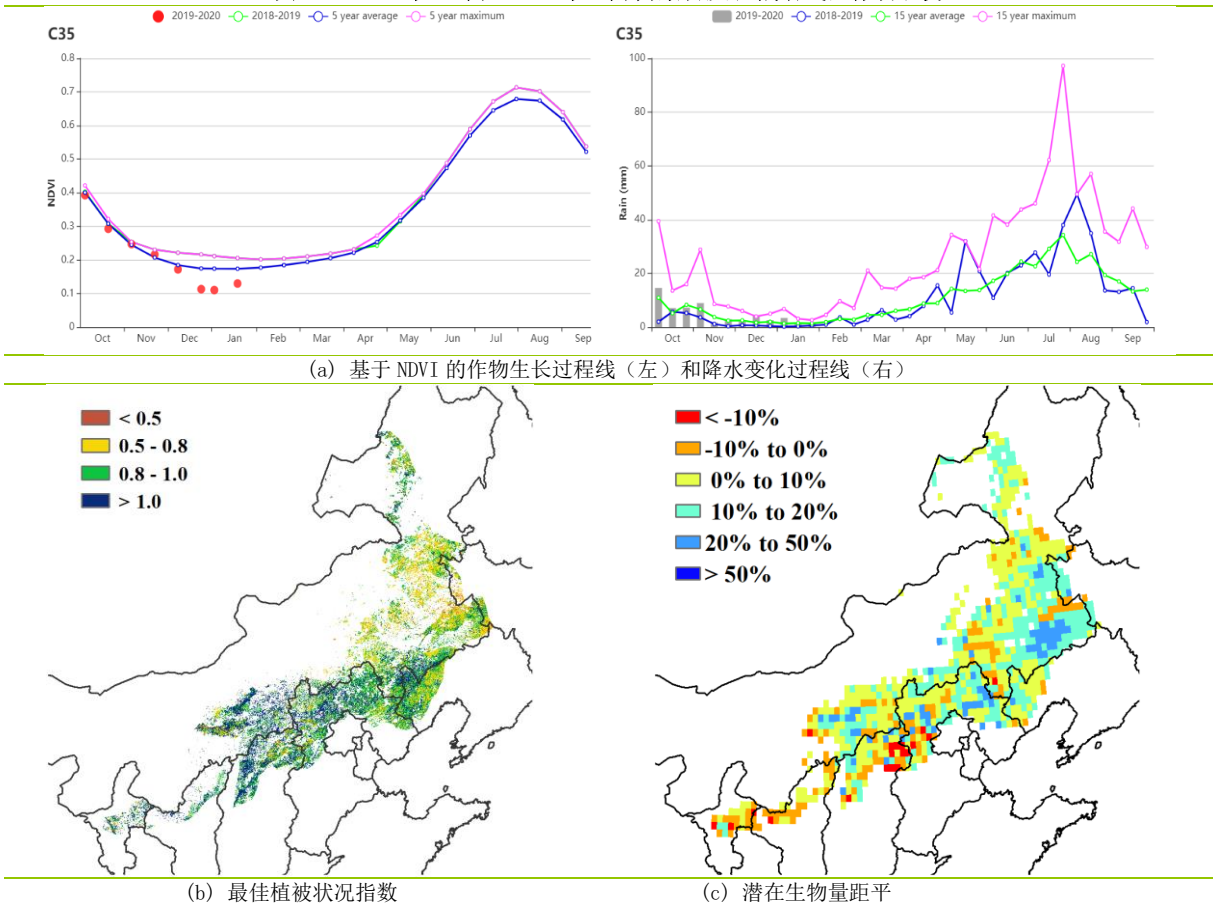 2019-2020 2018-2019 5 year average 5 year maximum
C35
0.8
0.7
0.6
0.5
0.4
0.3
0.2
0.1
0
NDVI
Oct Nov Dec Jan Feb Mar Apr May Jun Jul Aug Sep
2019-2020 2018-2019 15 year average 15 year maximum
C35
100
80
60
40
20
0
Rain (mm)
Oct Nov Dec Jan Feb Mar Apr May Jun Jul Aug Sep
(a) 基于 NDVI 的作物生长过程线（左）和降水变化过程线（右）
< 0.5
0.5 - 0.8
0.8 - 1.0
> 1.0
< -10%
-10% to 0%
0% to 10%
10% to 20%
20% to 50%
> 50%
(b) 最佳植被状况指数
(c) 潜在生物量距平